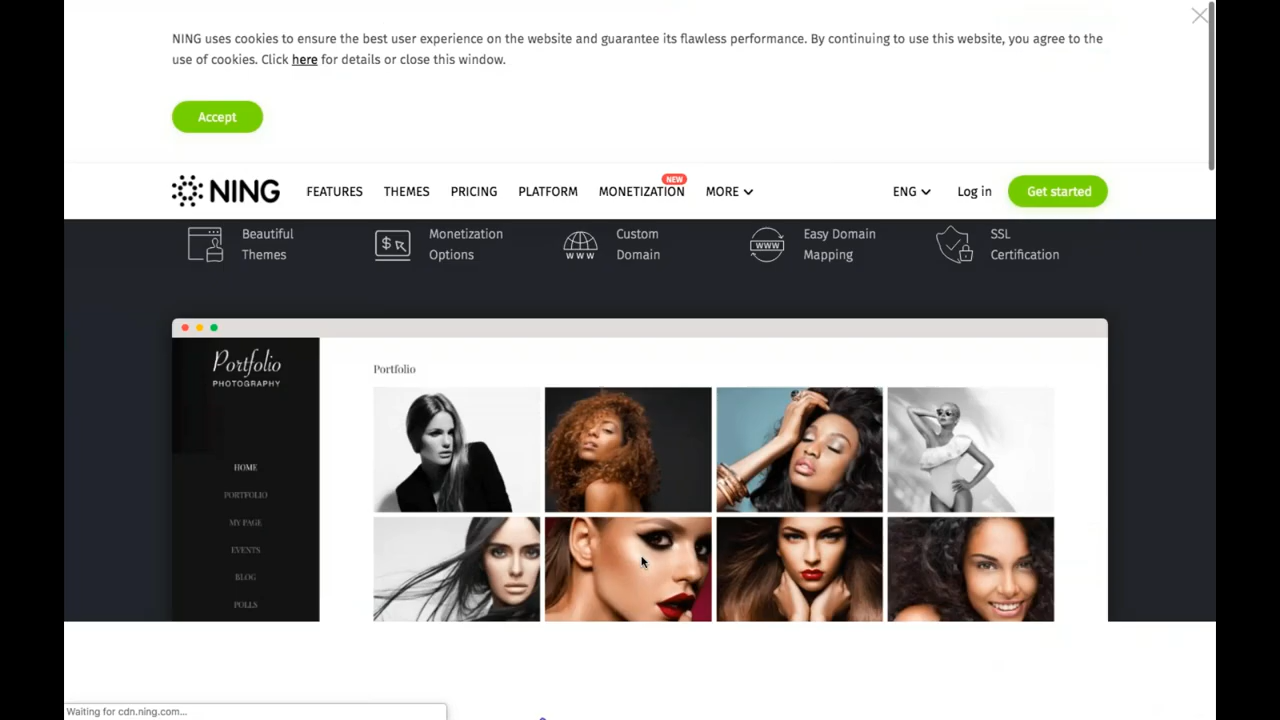 NING uses cookies to ensure the best user experience on the website and guarantee its flawless performance. By continuing to use this website, you agree to the
use of cookies. Click here for details or close this window.
Accept
NING FEATURES THEMES PRICING PLATFORM MONETIZATION NEW MORE ENG Log in Get started
Beautiful
Themes
$
Monetization
Options
WWW
Custom
Domain
WWW
Easy Domain
Mapping
SSL
Certification
Portfolio
PHOTOGRAPHY
HOME
PORTFOLIO
MY PAGE
EVENTS
BLOG
POLLS
Portfolio
Waiting for cdn.ning.com...